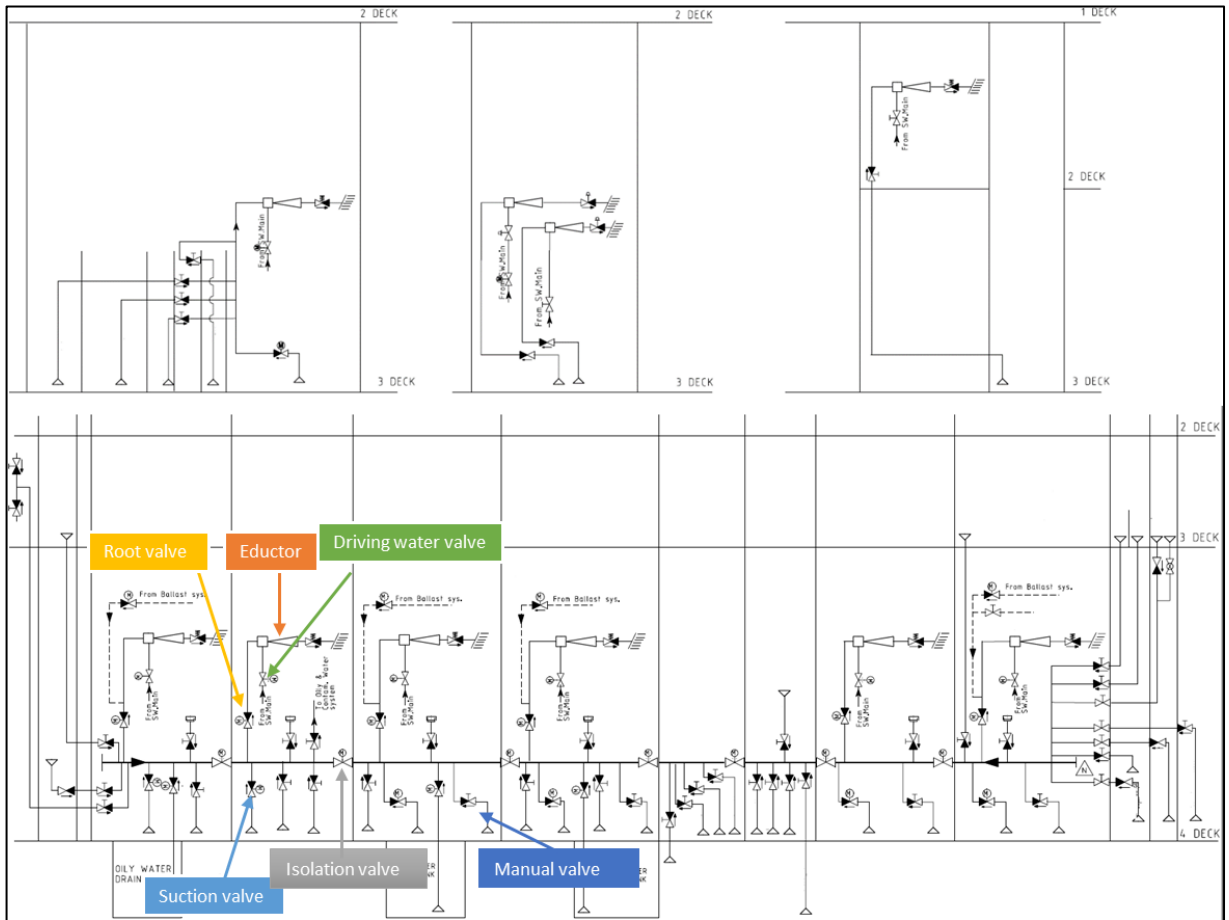 2 DECK
2 DECK
1 DECK
From SW.Main
From SW.Main
From SW.Main
From SW.Main
2 DECK
3 DECK
3 DECK
3 DECK
2 DECK
3 DECK
Root valve
Eductor
Driving water valve
From Ballast sys.
From Ballast sys.
From Ballast sys.
From Ballast sys.
From
SW.Main
From
SW.Main
To Oily &
Contam. Water
system
From
SW.Main
From
SW.Main
From
SW.Main
From
SW.Main
N
4 DECK
OILY WATER
DRAIN
Isolation valve
Manual valve
Suction valve